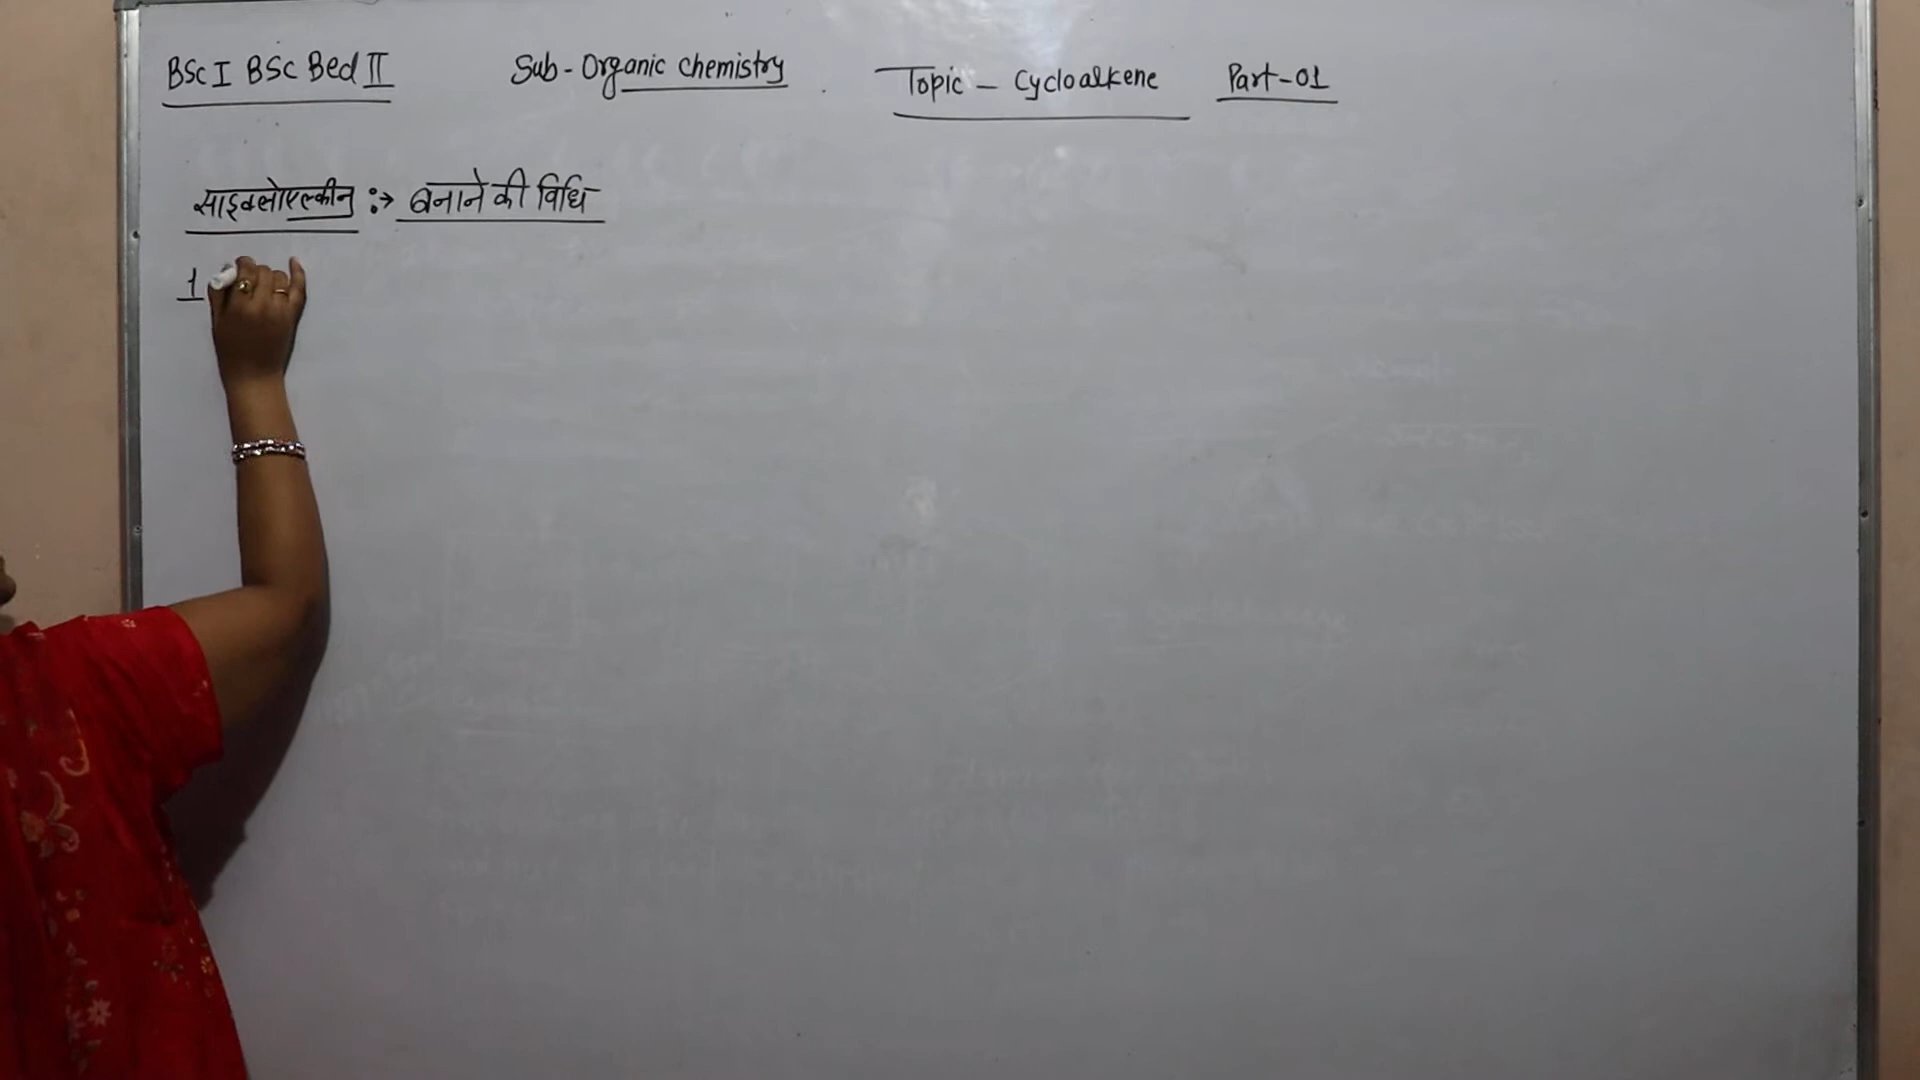 BSc I BSc Bed II Sub - Organic chemistry Topic - Cycloalkene Part-01
साइक्लोएल्कीन :→ बनाने की विधि
1